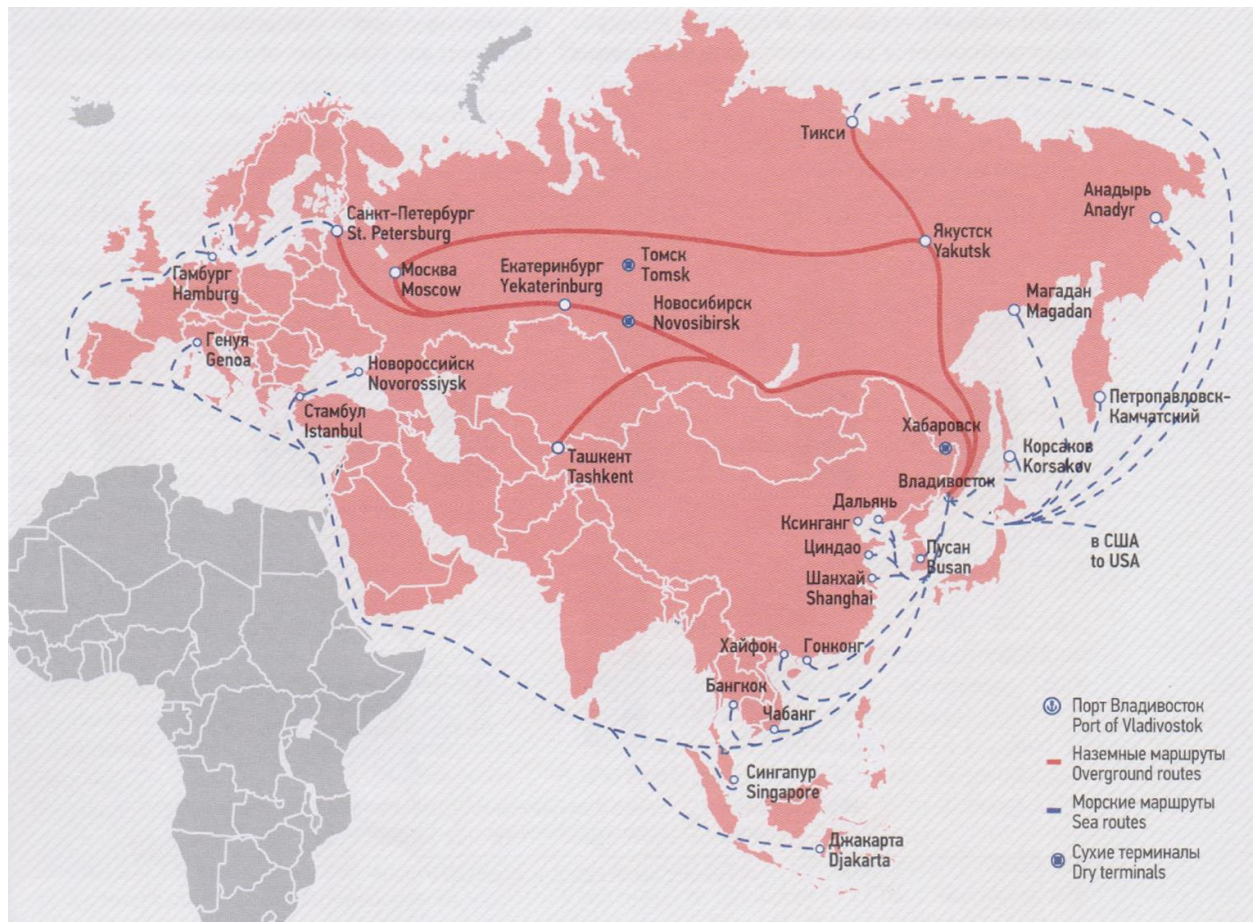 Тикси
Анадырь
Anadyr
Санкт-Петербург
St. Petersburg
Якустск
Yakutsk
Томск
Tomsk
Гамбург
Hamburg
Москва
Moscow
Екатеринбург
Yekaterinburg
Новосибирск
Novosibirsk
Магадан
Magadan
Генуя
Genoa
Новороссийск
Novorossiysk
Стамбул
Istanbul
Петропавловск-
Камчатский
Хабаровск
Ташкент
Tashkent
Корсаков
Korsakov
Владивосток
Дальянь
Ксинганг
Циндао
Пусан
Busan
в США
to USA
Шанхай
Shanghai
Хайфон
Гонконг
Бангкок
Чабанг
Сингапур
Singapore
Джакарта
Djakarta
Порт Владивосток
Port of Vladivostok
Наземные маршруты
Overground routes
Морские маршруты
Sea routes
Сухие терминалы
Dry terminals